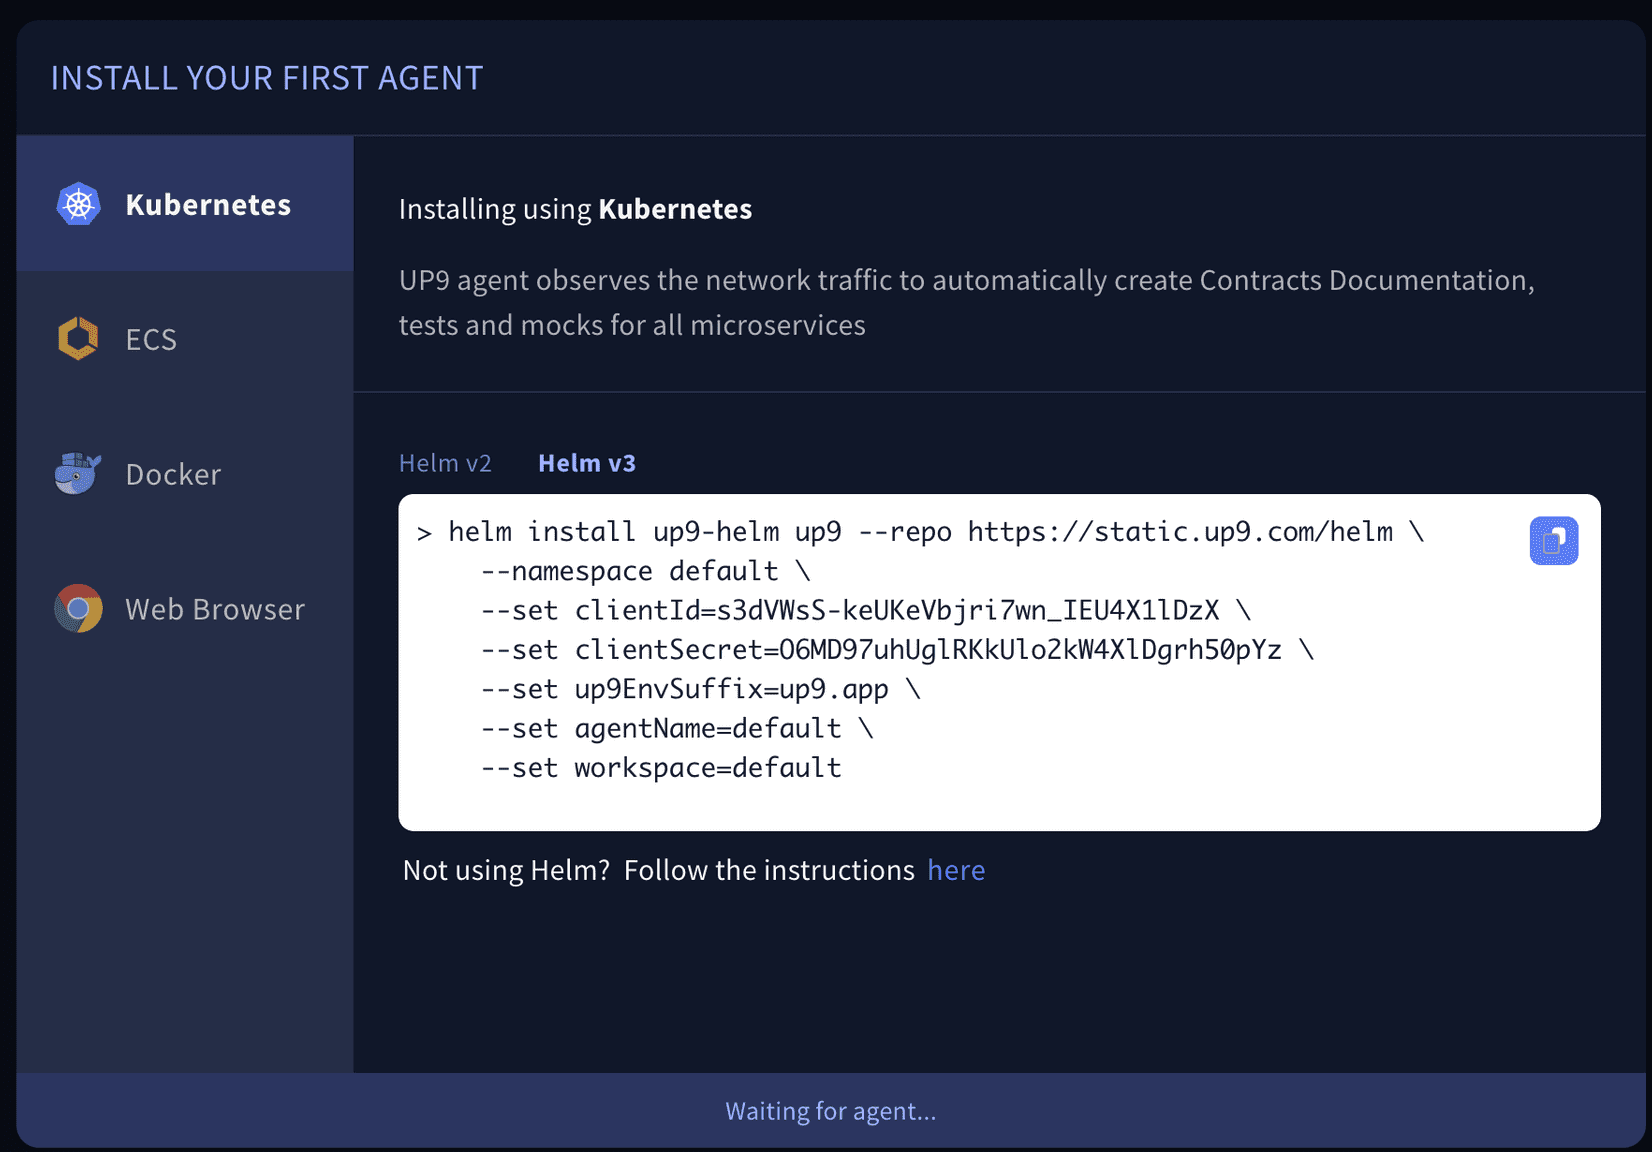 INSTALL YOUR FIRST AGENT
Kubernetes
ECS
Docker
Web Browser
Installing using Kubernetes
UP9 agent observes the network traffic to automatically create Contracts Documentation,
tests and mocks for all microservices
Helm v2 Helm v3
> helm install up9-helm up9 --repo https://static.up9.com/helm \
--namespace default \
--set clientId=s3dVWsS-keUKeVbjri7wn_IEU4X1lDzX \
--set clientSecret=O6MD97uhUglRKkUlo2kW4XlDgrh50pYz \
--set up9EnvSuffix=up9.app \
--set agentName=default \
--set workspace=default
Not using Helm? Follow the instructions here
Waiting for agent...